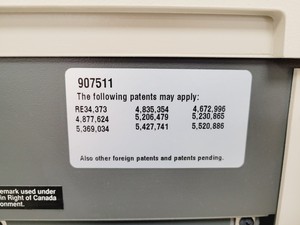 907511
The following patents may apply:
RE34,373 4,835,354 4,672,996
4,877,624 5,206,479 5,230,865
5,369,034 5,427,741 5,520,886
Also other foreign patents and patents pending.
emark used under
in Right of Canada
onment.